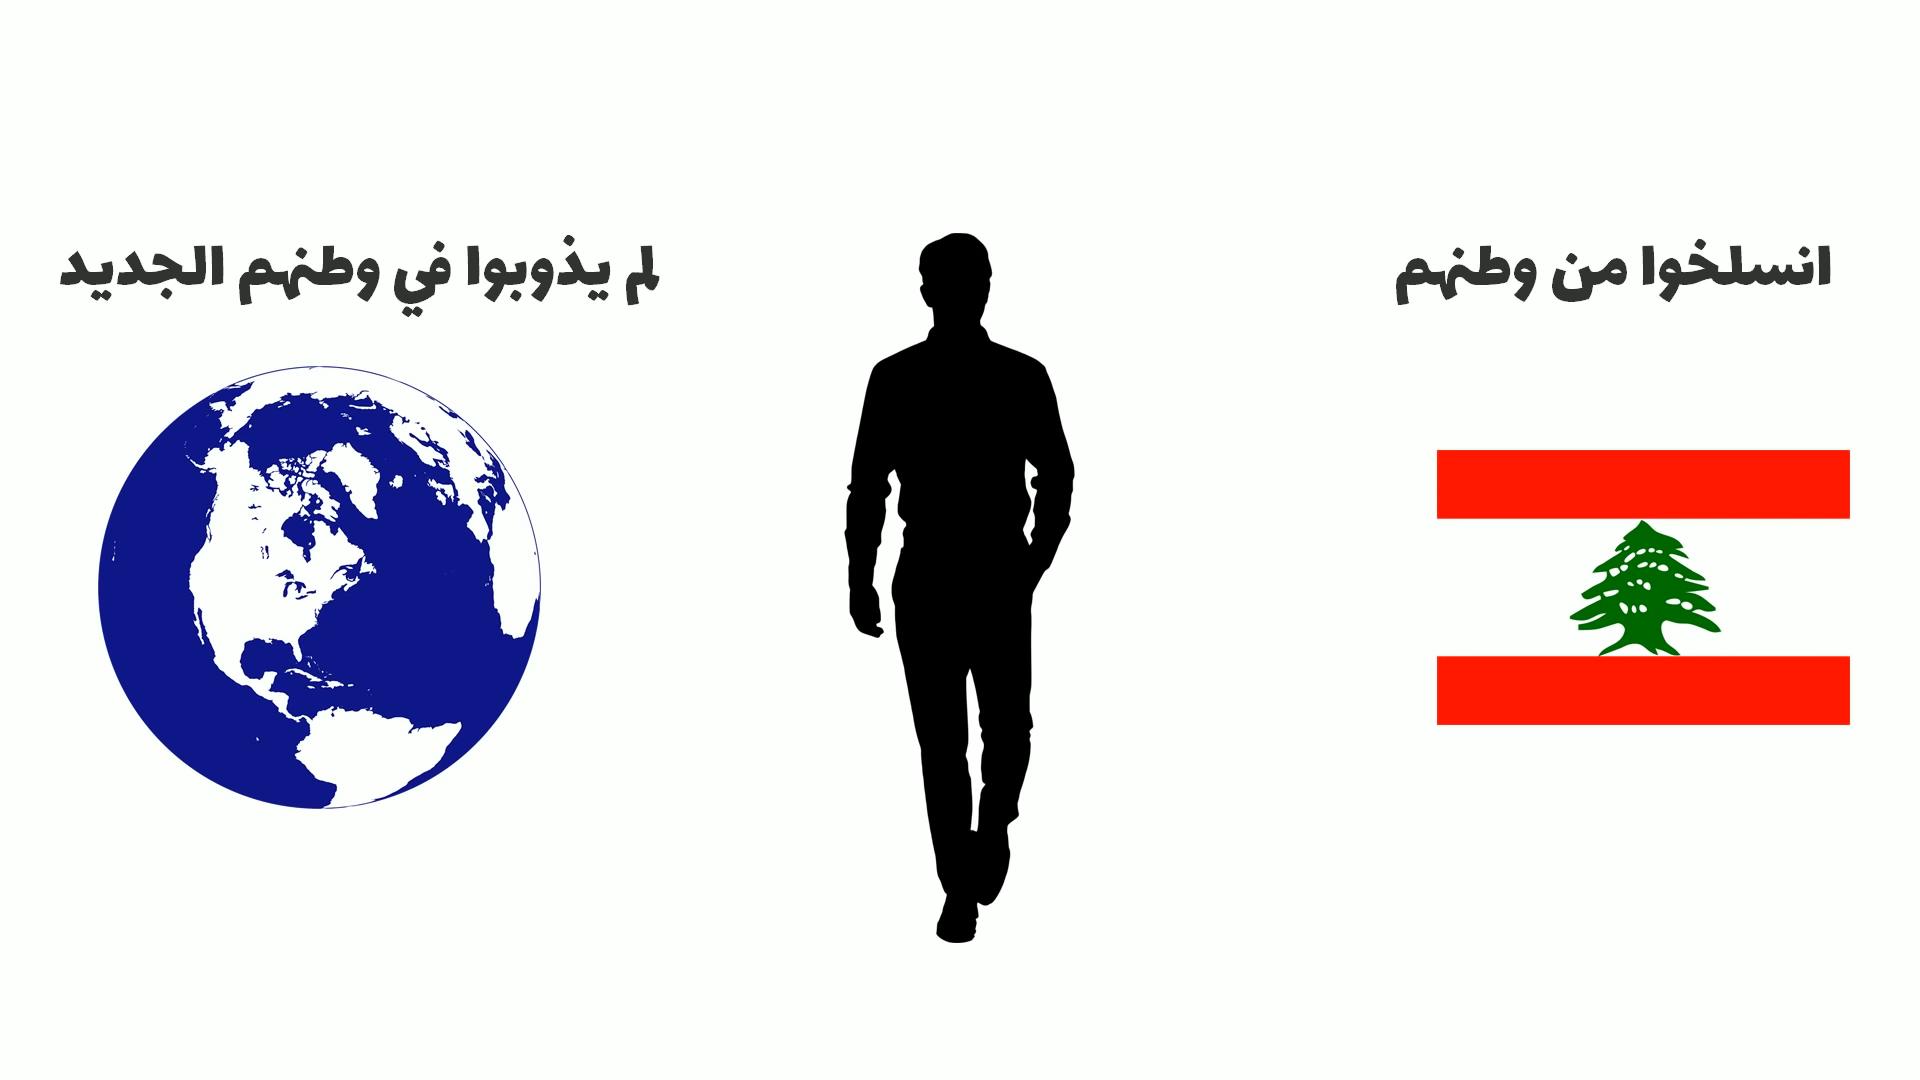 انسلخوا من وطنهم
لم يذوبوا في وطنهم الجديد